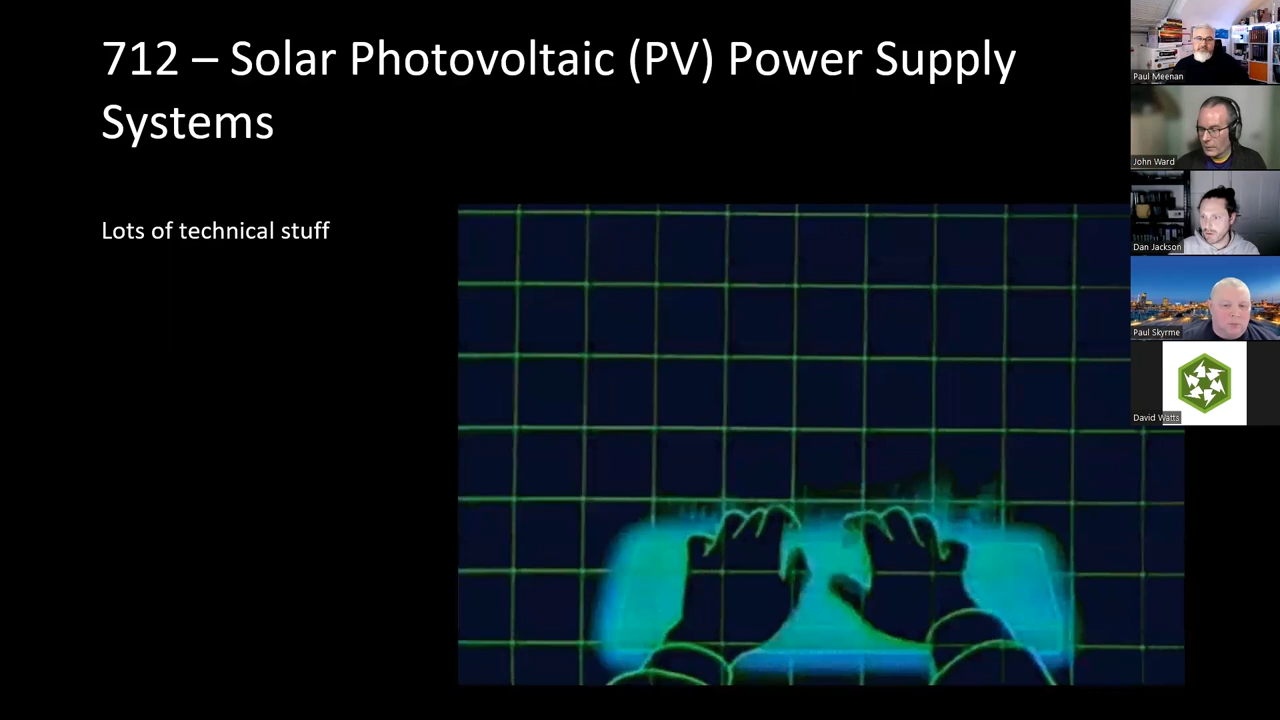 712 – Solar Photovoltaic (PV) Power Supply
Systems
Lots of technical stuff
Paul Meenan
John Ward
Dan Jackson
Paul Skyrme
David Watts